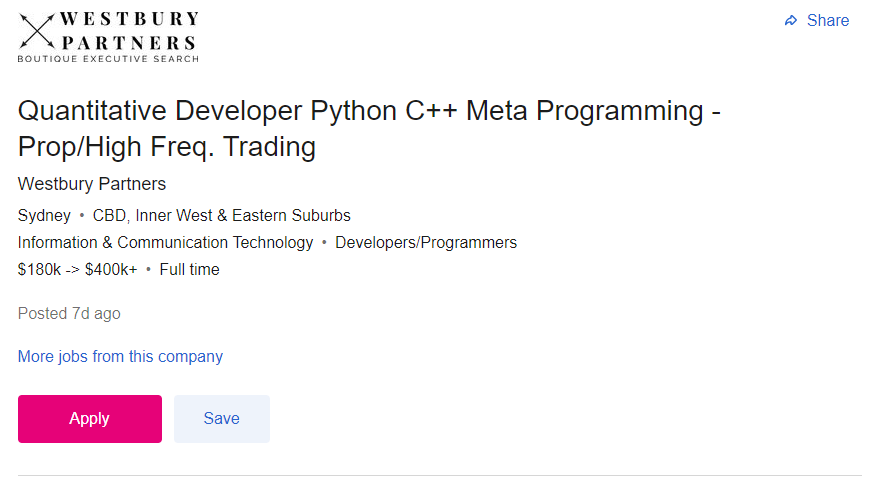 WESTBURY
PARTNERS
BOUTIQUE EXECUTIVE SEARCH
Share
Quantitative Developer Python C++ Meta Programming -
Prop/High Freq. Trading
Westbury Partners
Sydney • CBD, Inner West & Eastern Suburbs
Information & Communication Technology • Developers/Programmers
$180k -> $400k+ • Full time
Posted 7d ago
More jobs from this company
Apply
Save